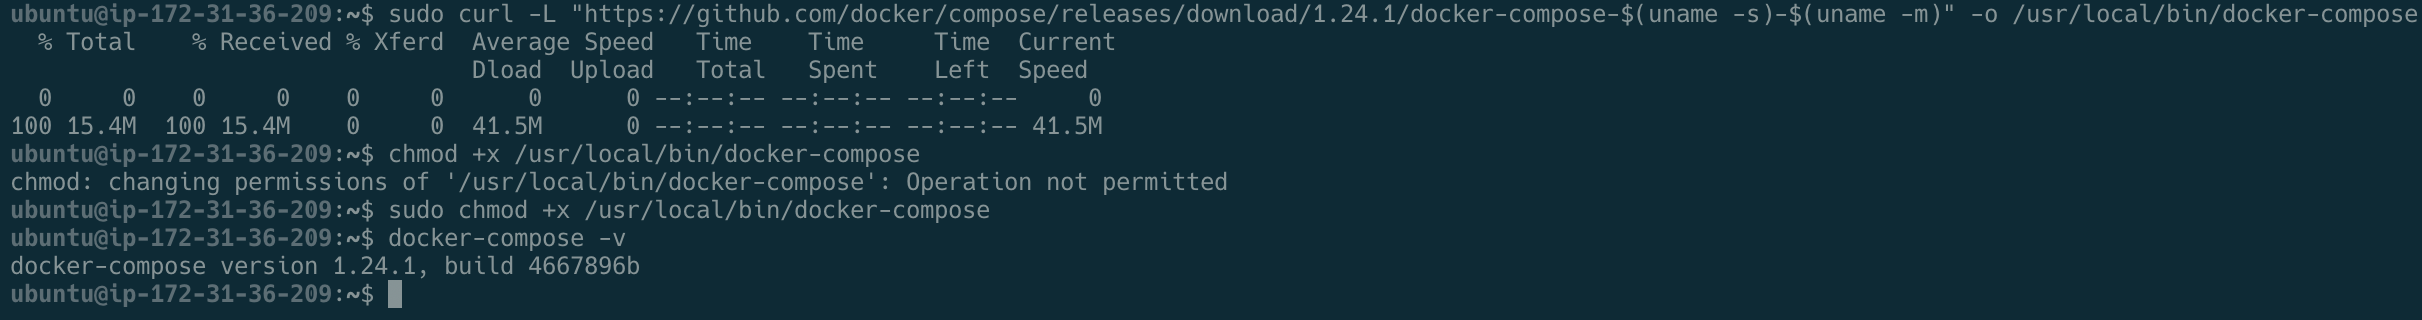 ubuntu@ip-172-31-36-209:~$ sudo curl -L "https://github.com/docker/compose/releases/download/1.24.1/docker-compose-$(uname -s)-$(uname -m)" -o /usr/local/bin/docker-compose
  % Total    % Received % Xferd  Average Speed   Time    Time     Time  Current
                                 Dload  Upload   Total   Spent    Left  Speed
  0     0    0     0    0     0      0      0 --:--:-- --:--:-- --:--:--     0
100 15.4M  100 15.4M    0     0  41.5M      0 --:--:-- --:--:-- --:--:-- 41.5M
ubuntu@ip-172-31-36-209:~$ chmod +x /usr/local/bin/docker-compose
chmod: changing permissions of '/usr/local/bin/docker-compose': Operation not permitted
ubuntu@ip-172-31-36-209:~$ sudo chmod +x /usr/local/bin/docker-compose
ubuntu@ip-172-31-36-209:~$ docker-compose -v
docker-compose version 1.24.1, build 4667896b
ubuntu@ip-172-31-36-209:~$